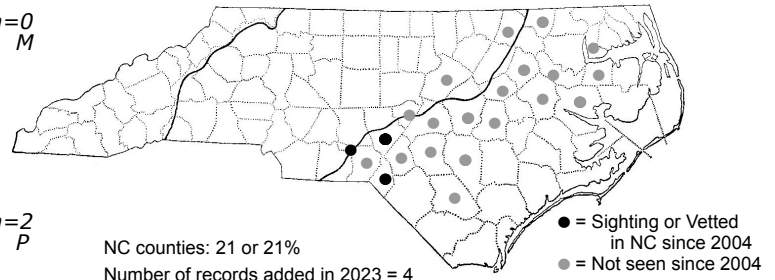 n=0
M
n=2
P
NC counties: 21 or 21%
Number of records added in 2023 = 4
● = Sighting or Vetted
in NC since 2004
● = Not seen since 2004